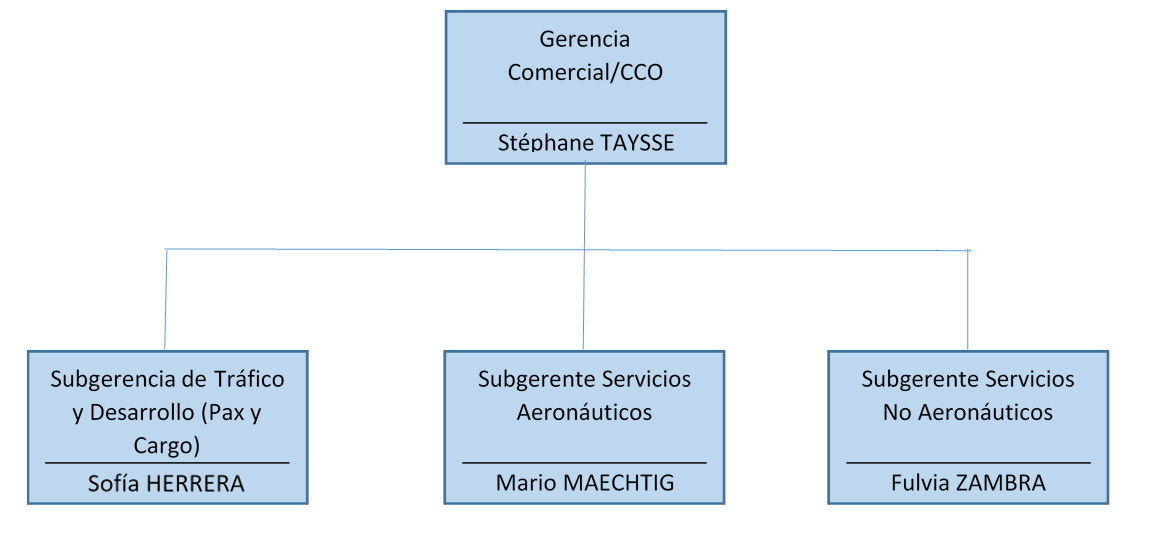 Gerencia
Comercial/CCO
Stéphane TAYSSE
Subgerencia de Tráfico
y Desarrollo (Pax y
Cargo)
Sofía HERRERA
Subgerente Servicios
Aeronáuticos
Mario MAECHTIG
Subgerente Servicios
No Aeronáuticos
Fulvia ZAMBRA